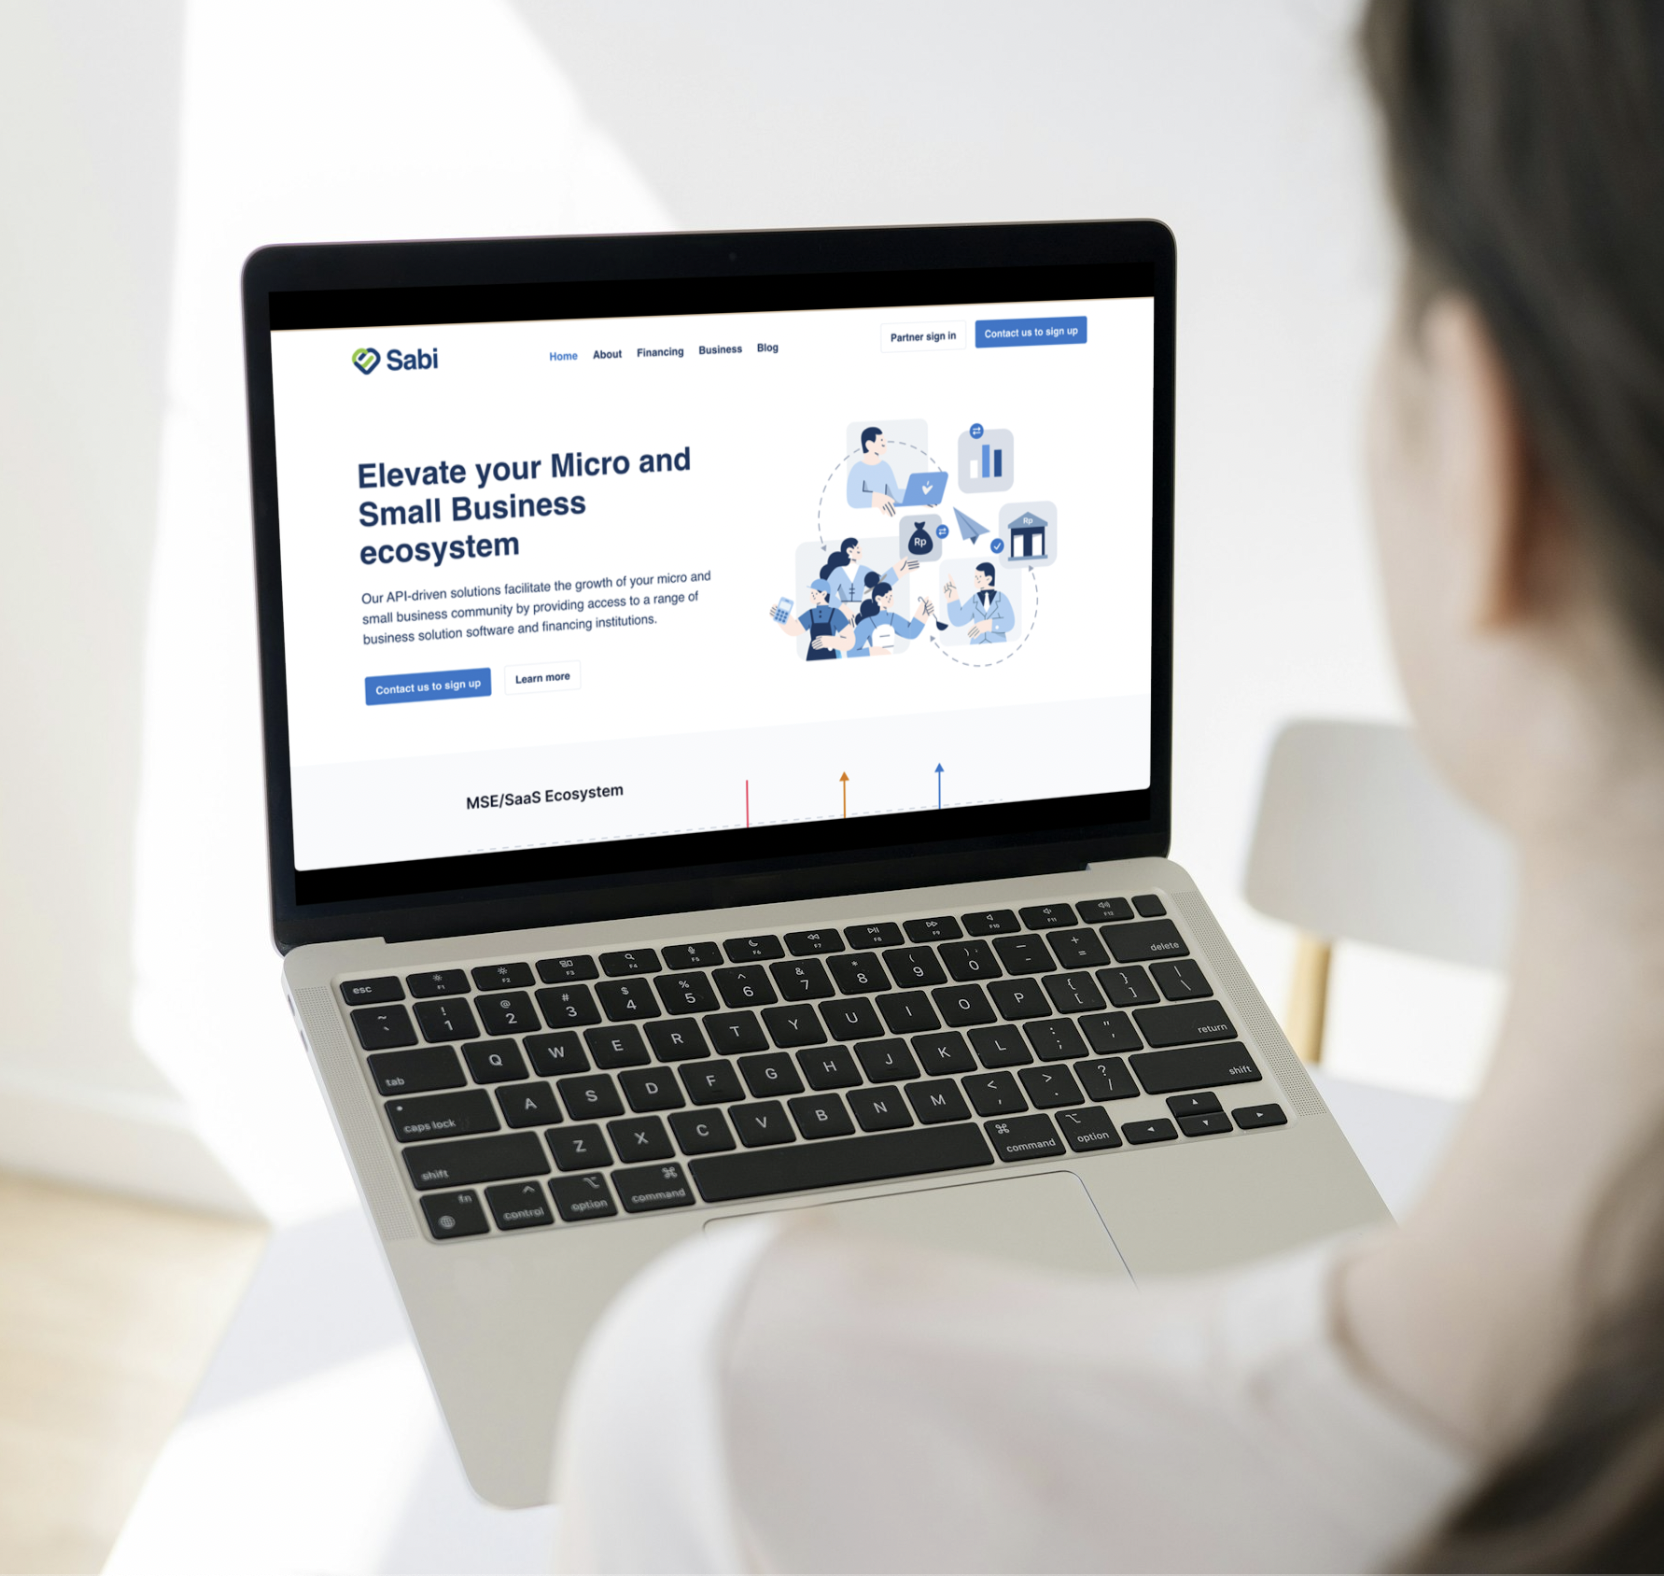 Sabi
Home About Financing Business Blog
Partner sign in
Contact us to sign up
Elevate your Micro and
Small Business
ecosystem
Our API-driven solutions facilitate the growth of your micro and
small business community by providing access to a range of
business solution software and financing institutions.
Contact us to sign up
Learn more
Rp
Rp
MSE/SaaS Ecosystem
esc F1 F2 F3 F4 F5 F6 F7 F8 F9 F10 F11 F12
~ ` ! 1 @ 2 # 3 $ 4 % 5 ^ 6 & 7 * 8 ( 9 ) 0 — - + = delete
tab Q W E R T Y U I O P { [ } ] | \
caps lock A S D F G H J K L : ; " ' return
shift Z X C V B N M < , > . ? / shift
fn control option command command option